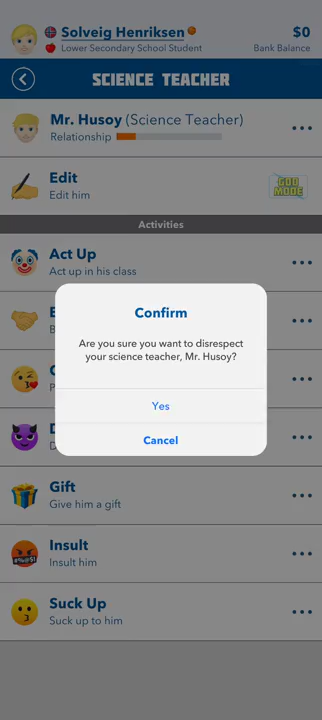 Solveig Henriksen
$0
Lower Secondary School Student
Bank Balance
SCIENCE TEACHER
Mr. Husoy (Science Teacher)
Relationship
Edit
Edit him
GOD
MODE
Activities
Act Up
Act up in his class
Confirm
Are you sure you want to disrespect
your science teacher, Mr. Husoy?
Yes
Cancel
Gift
Give him a gift
Insult
Insult him
Suck Up
Suck up to him